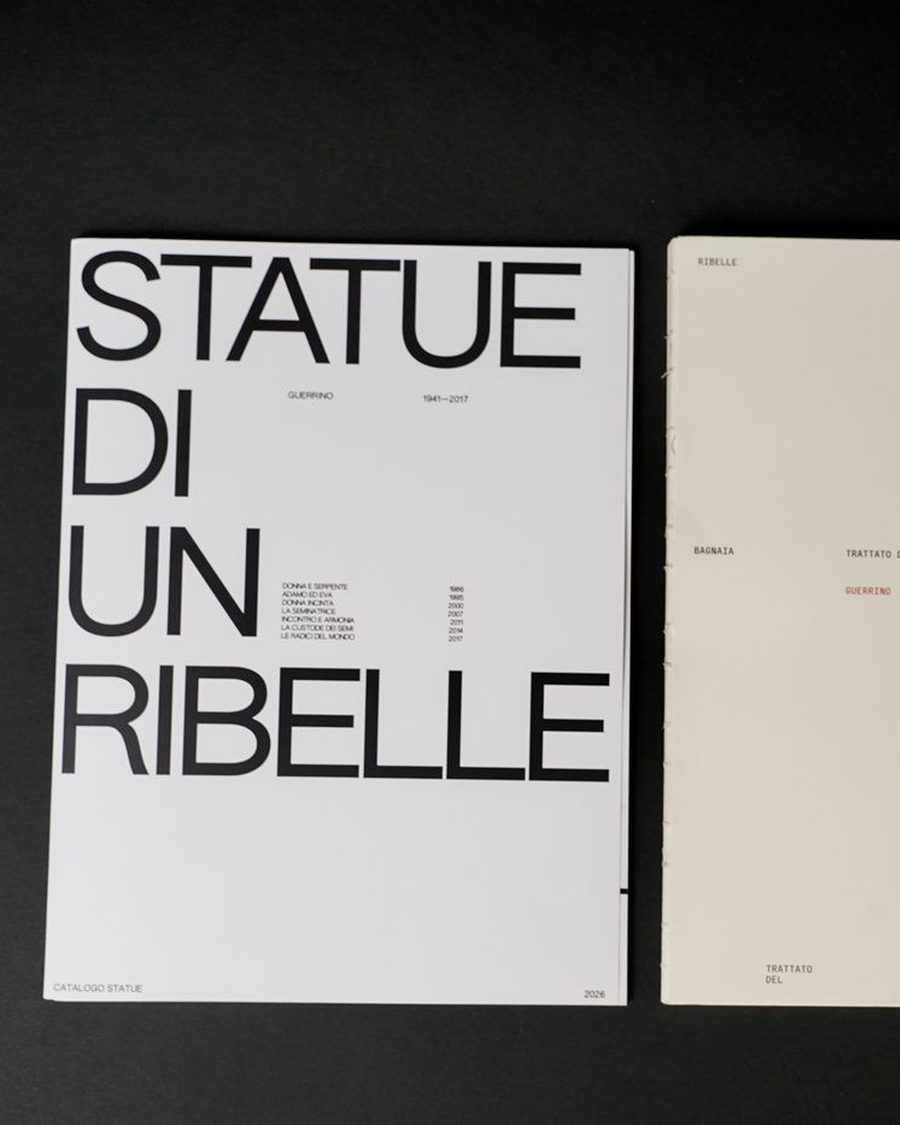 STATUE
DI
GUERRINO 1941—2017
UN
DONNA E SERPENTE 1986
ADAMO ED EVA 1995
DONNA INCINTA 2000
LA SEMINATRICE 2007
INCONTRO E ARMONIA 2011
LA CUSTODE DEI SEMI 2014
LE RADICI DEL MONDO 2017
RIBELLE
CATALOGO STATUE 2026
RIBELLE
BAGNAIA TRATTATO
GUERRINO
TRATTATO
DEL